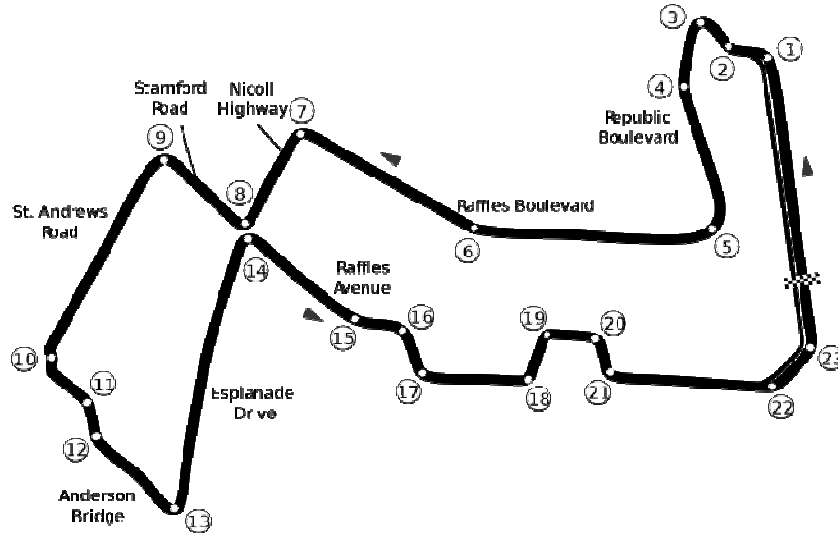 3
1
2
Stamford
Road
Nicoll
Highway
7
4
Republic
Boulevard
9
8
St. Andrews
Road
Raffles Boulevard
6
5
14
Raffles
Avenue
15
16
19
20
10
11
17
18
21
22
23
Esplanade
Drive
12
Anderson
Bridge
13